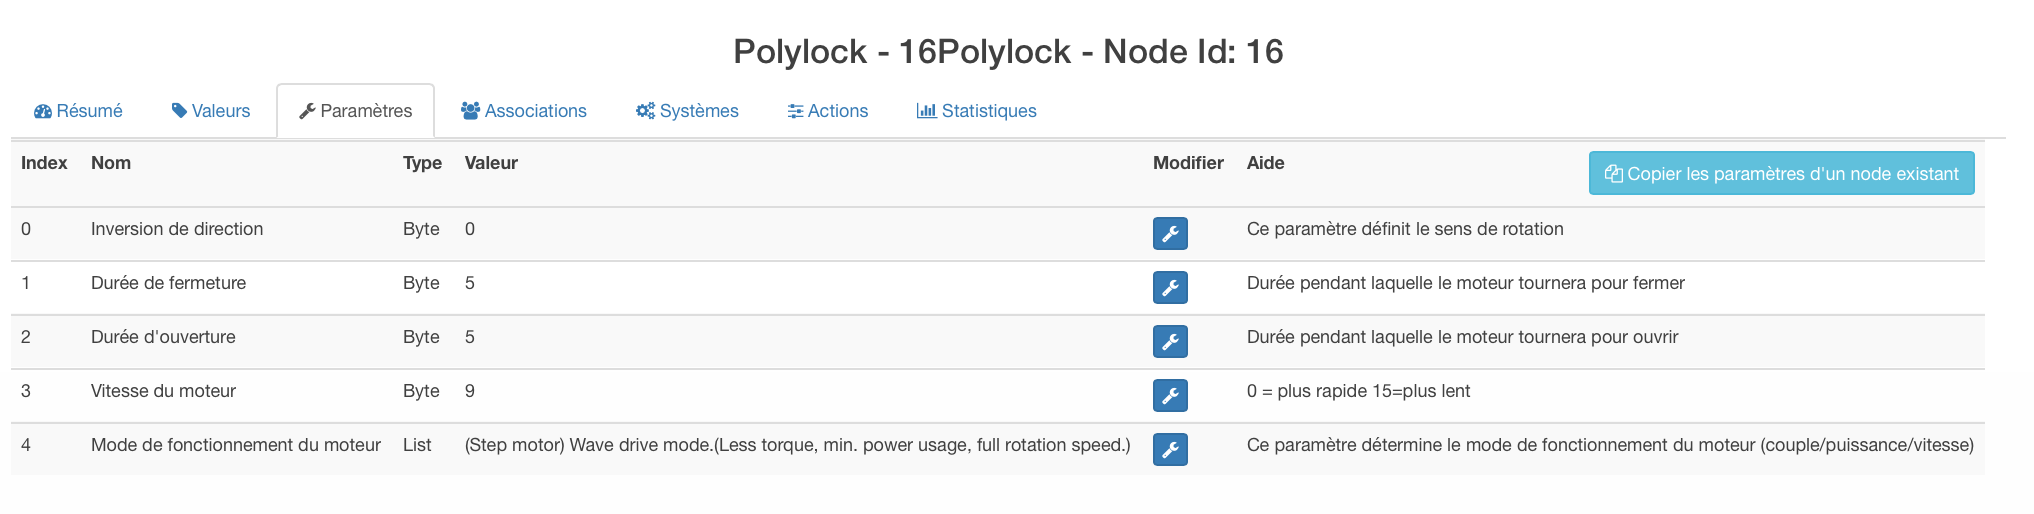 Polylock - 16Polylock - Node Id: 16
Résumé Valeurs Paramètres Associations Systèmes Actions Statistiques
Index Nom Type Valeur Modifier Aide Copier les paramètres d'un node existant
0 Inversion de direction Byte 0 Ce paramètre définit le sens de rotation
1 Durée de fermeture Byte 5 Durée pendant laquelle le moteur tournera pour fermer
2 Durée d'ouverture Byte 5 Durée pendant laquelle le moteur tournera pour ouvrir
3 Vitesse du moteur Byte 9 0 = plus rapide 15=plus lent
4 Mode de fonctionnement du moteur List (Step motor) Wave drive mode.(Less torque, min. power usage, full rotation speed.) Ce paramètre détermine le mode de fonctionnement du moteur (couple/puissance/vitesse)